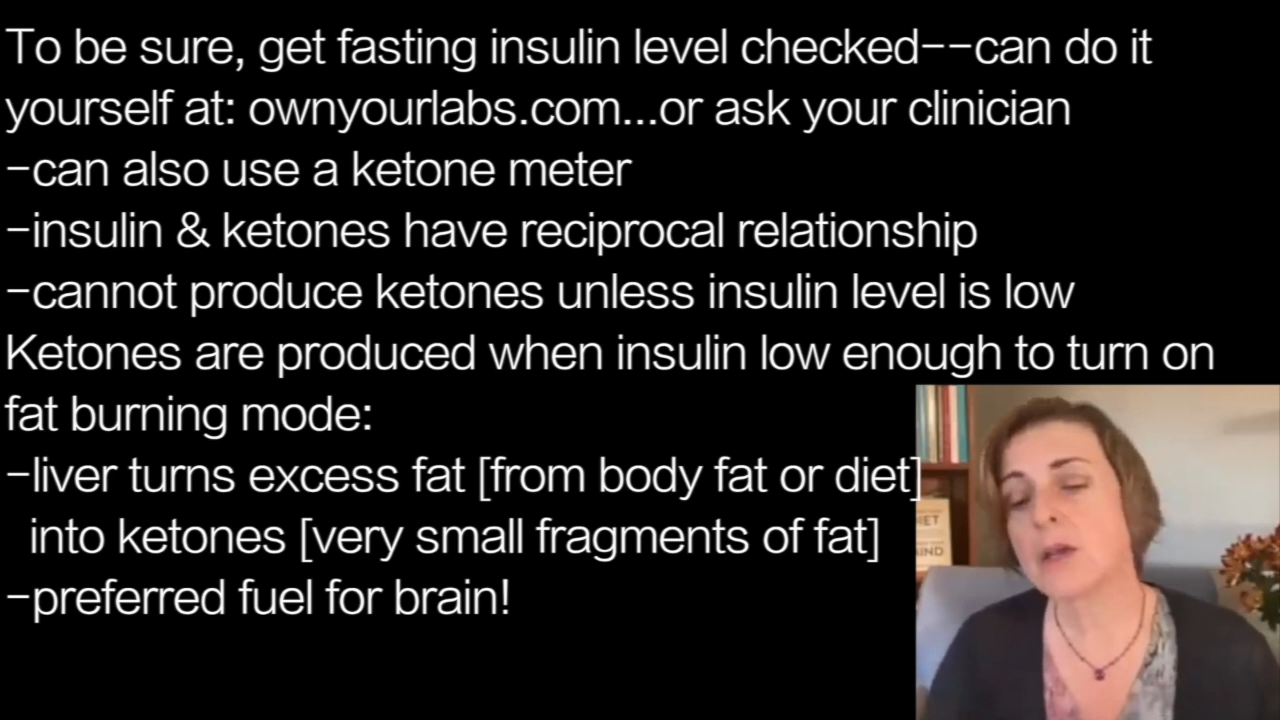 To be sure, get fasting insulin level checked--can do it
yourself at: ownyourlabs.com...or ask your clinician
-can also use a ketone meter
-insulin & ketones have reciprocal relationship
-cannot produce ketones unless insulin level is low
Ketones are produced when insulin low enough to turn on
fat burning mode:
-liver turns excess fat [from body fat or diet]
into ketones [very small fragments of fat]
-preferred fuel for brain!